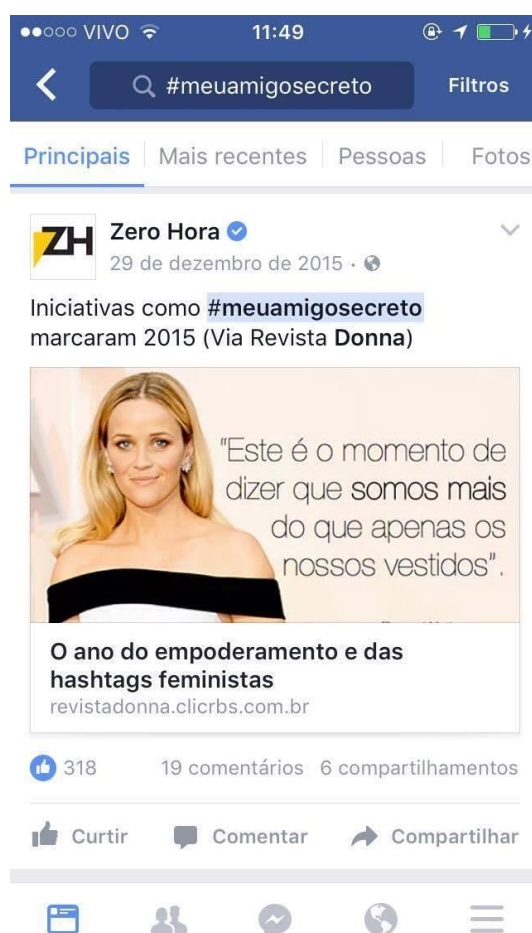 VIVO 11:49
#meuamigosecreto Filtros
Principais Mais recentes Pessoas Fotos
ZH Zero Hora
29 de dezembro de 2015 ·
Iniciativas como #meuamigosecreto
marcaram 2015 (Via Revista Donna)
"Este é o momento de
dizer que somos mais
do que apenas os
nossos vestidos".
O ano do empoderamento e das
hashtags feministas
revistadonna.clicrbs.com.br
318 19 comentários 6 compartilhamentos
Curtir Comentar Compartilhar